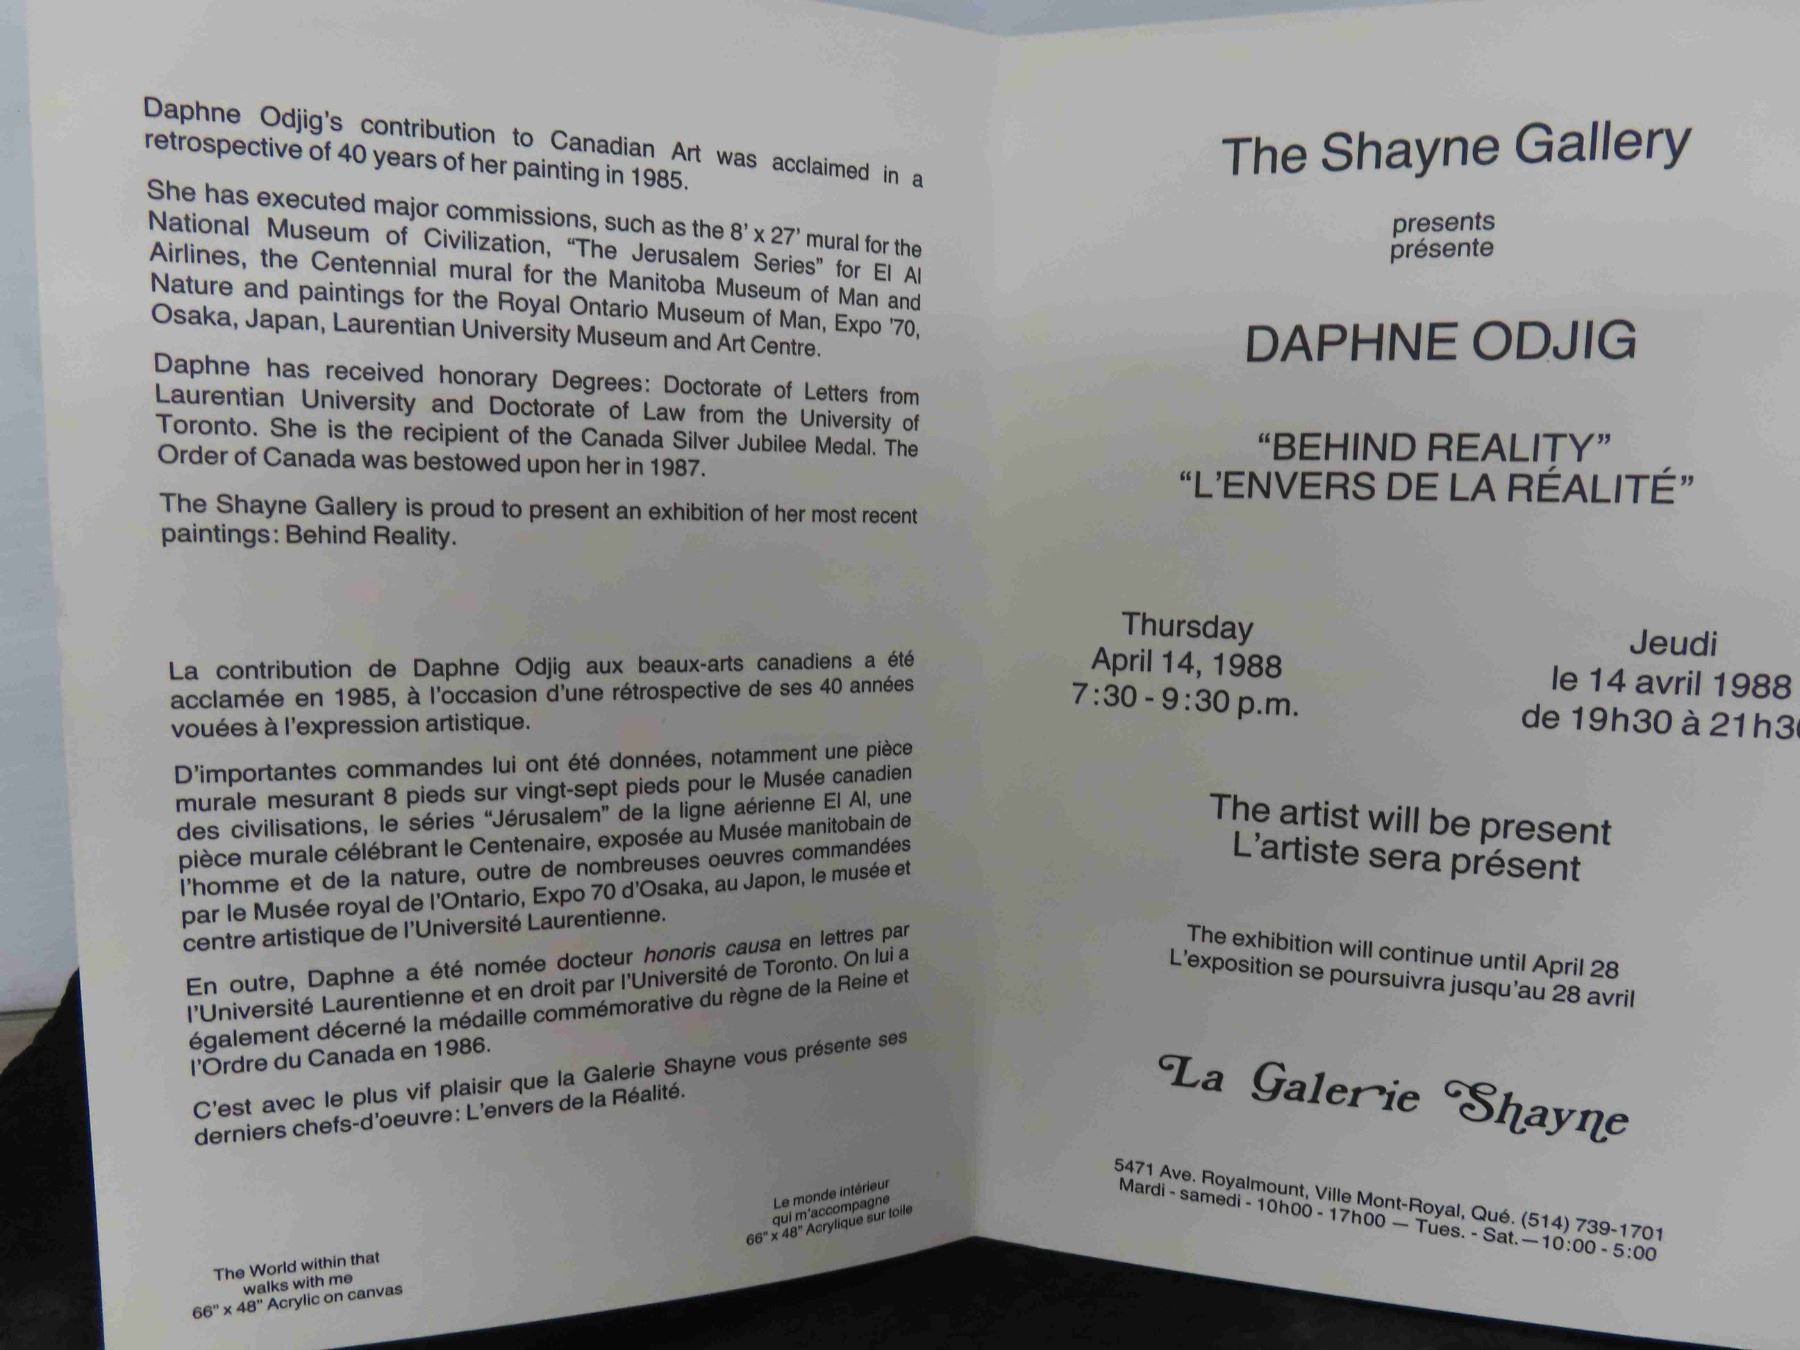 Daphne Odjig's contribution to Canadian Art was acclaimed in a
retrospective of 40 years of her painting in 1985.
She has executed major commissions, such as the 8' x 27' mural for the
National Museum of Civilization, “The Jerusalem Series” for El Al
Airlines, the Centennial mural for the Manitoba Museum of Man and
Nature and paintings for the Royal Ontario Museum of Man, Expo '70,
Osaka, Japan, Laurentian University Museum and Art Centre.
Daphne has received honorary Degrees: Doctorate of Letters from
Laurentian University and Doctorate of Law from the University of
Toronto. She is the recipient of the Canada Silver Jubilee Medal. The
Order of Canada was bestowed upon her in 1987.
The Shayne Gallery is proud to present an exhibition of her most recent
paintings: Behind Reality.
La contribution de Daphne Odjig aux beaux-arts canadiens a été
acclamée en 1985, à l'occasion d'une rétrospective de ses 40 années
vouées à l'expression artistique.
D'importantes commandes lui ont été données, notamment une pièce
murale mesurant 8 pieds sur vingt-sept pieds pour le Musée canadien
des civilisations, le séries “Jérusalem” de la ligne aérienne El Al, une
pièce murale célébrant le Centenaire, exposée au Musée manitobain de
l'homme et de la nature, outre de nombreuses oeuvres commandées
par le Musée royal de l'Ontario, Expo 70 d'Osaka, au Japon, le musée et
centre artistique de l'Université Laurentienne.
En outre, Daphne a été nomée docteur honoris causa en lettres par
l'Université Laurentienne et en droit par l'Université de Toronto. On lui a
également décerné la médaille commémorative du règne de la Reine et
l'Ordre du Canada en 1986.
C'est avec le plus vif plaisir que la Galerie Shayne vous présente ses
derniers chefs-d'oeuvre: L'envers de la Réalité.
The World within that
walks with me
66" x 48" Acrylic on canvas
Le monde intérieur
qui m'accompagne
66" x 48" Acrylique sur toile
The Shayne Gallery
presents
présente
DAPHNE ODJIG
“BEHIND REALITY”
“L'ENVERS DE LA RÉALITÉ”
Thursday
April 14, 1988
7:30 - 9:30 p.m.
Jeudi
le 14 avril 1988
de 19h30 à 21h30
The artist will be present
L'artiste sera présent
The exhibition will continue until April 28
L'exposition se poursuivra jusqu'au 28 avril
La Galerie Shayne
5471 Ave. Royalmount, Ville Mont-Royal, Qué. (514) 739-1701
Mardi - samedi - 10h00 - 17h00 — Tues. - Sat. — 10:00 - 5:00